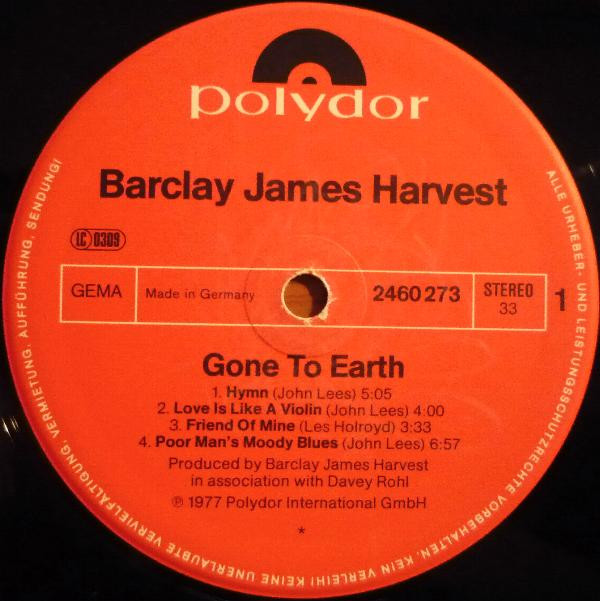 polydor
Barclay James Harvest
LC 0309
GEMA
Made in Germany
2460 273
STEREO
33
1
Gone To Earth
1. Hymn (John Lees) 5:05
2. Love Is Like A Violin (John Lees) 4:00
3. Friend Of Mine (Les Holroyd) 3:33
4. Poor Man's Moody Blues (John Lees) 6:57
Produced by Barclay James Harvest
in association with Davey Rohl
℗ 1977 Polydor International GmbH
*
ALLE URHEBER- UND LEISTUNGSSCHUTZRECHTE VORBEHALTEN. KEIN VERLEIH! KEINE UNERLAUBTE VERVIELFÄLTIGUNG, VERMIETUNG, AUFFÜHRUNG, SENDUNG!